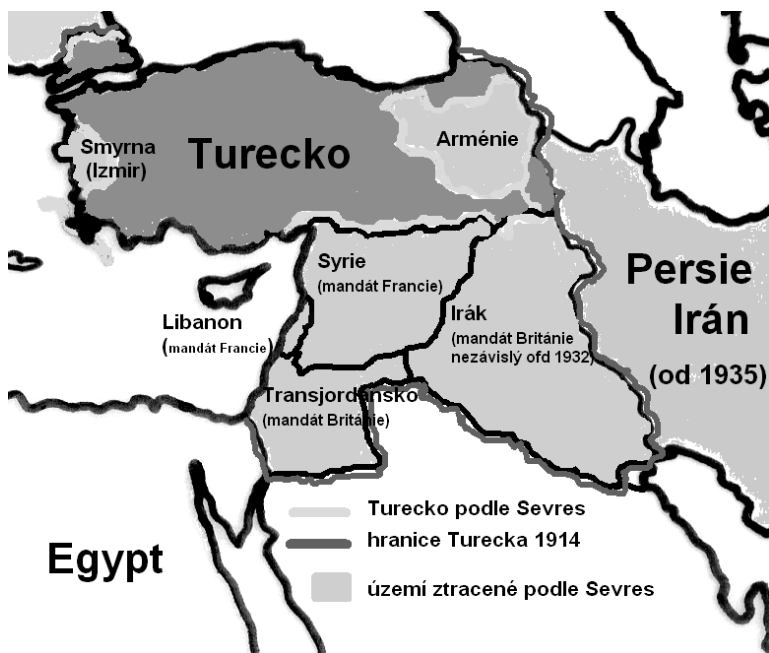 Smyrna
(Izmir)
Turecko
Arménie
Syrie
(mandát Francie)
Libanon
(mandát Francie)
Irák
(mandát Británie
nezávislý ofd 1932)
Persie
Irán
(od 1935)
Transjordánsko
(mandát Británie)
Egypt
Turecko podle Sevres
hranice Turecka 1914
území ztracené podle Sevres